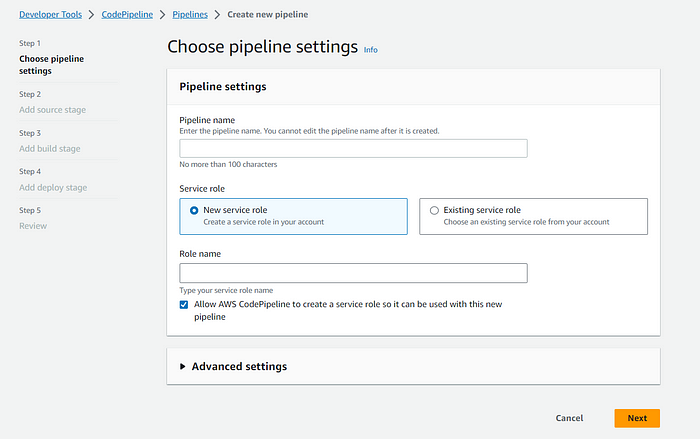 Developer Tools > CodePipeline > Pipelines > Create new pipeline
Step 1
Choose pipeline
settings
Step 2
Add source stage
Step 3
Add build stage
Step 4
Add deploy stage
Step 5
Review
Choose pipeline settings Info
Pipeline settings
Pipeline name
Enter the pipeline name. You cannot edit the pipeline name after it is created.
No more than 100 characters
Service role
New service role
Create a service role in your account
Existing service role
Choose an existing service role from your account
Role name
Type your service role name
Allow AWS CodePipeline to create a service role so it can be used with this new
pipeline
Advanced settings
Cancel Next